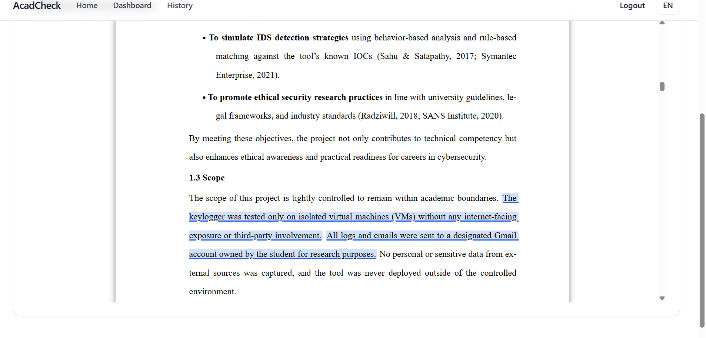 AcadCheck Home Dashboard History Logout EN
• To simulate IDS detection strategies using behavior-based analysis and rule-based
matching against the tool’s known IOCs (Sahu & Satapathy, 2017; Symantec
Enterprise, 2021).
• To promote ethical security research practices in line with university guidelines, le-
gal frameworks, and industry standards (Radziwill, 2018; SANS Institute, 2020).
By meeting these objectives, the project not only contributes to technical competency but
also enhances ethical awareness and practical readiness for careers in cybersecurity.
1.3 Scope
The scope of this project is tightly controlled to remain within academic boundaries. The
keylogger was tested only on isolated virtual machines (VMs) without any internet-facing
exposure or third-party involvement. All logs and emails were sent to a designated Gmail
account owned by the student for research purposes. No personal or sensitive data from ex-
ternal sources was captured, and the tool was never deployed outside of the controlled
environment.